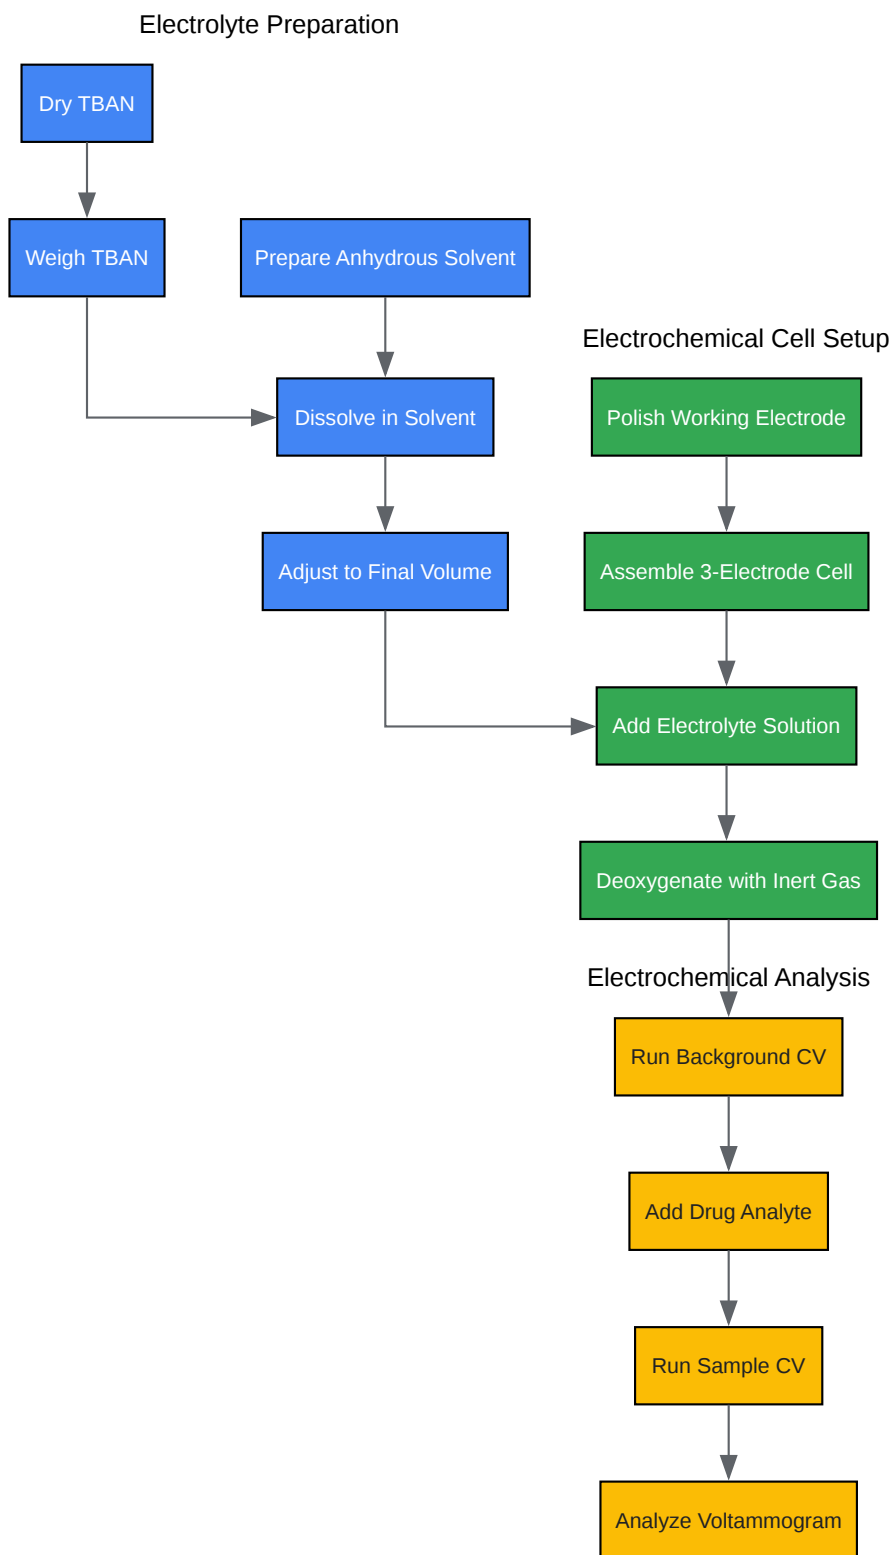 Electrolyte Preparation
Dry TBAN
Weigh TBAN
Prepare Anhydrous Solvent
Dissolve in Solvent
Adjust to Final Volume
Electrochemical Cell Setup
Polish Working Electrode
Assemble 3-Electrode Cell
Add Electrolyte Solution
Deoxygenate with Inert Gas
Electrochemical Analysis
Run Background CV
Add Drug Analyte
Run Sample CV
Analyze Voltammogram